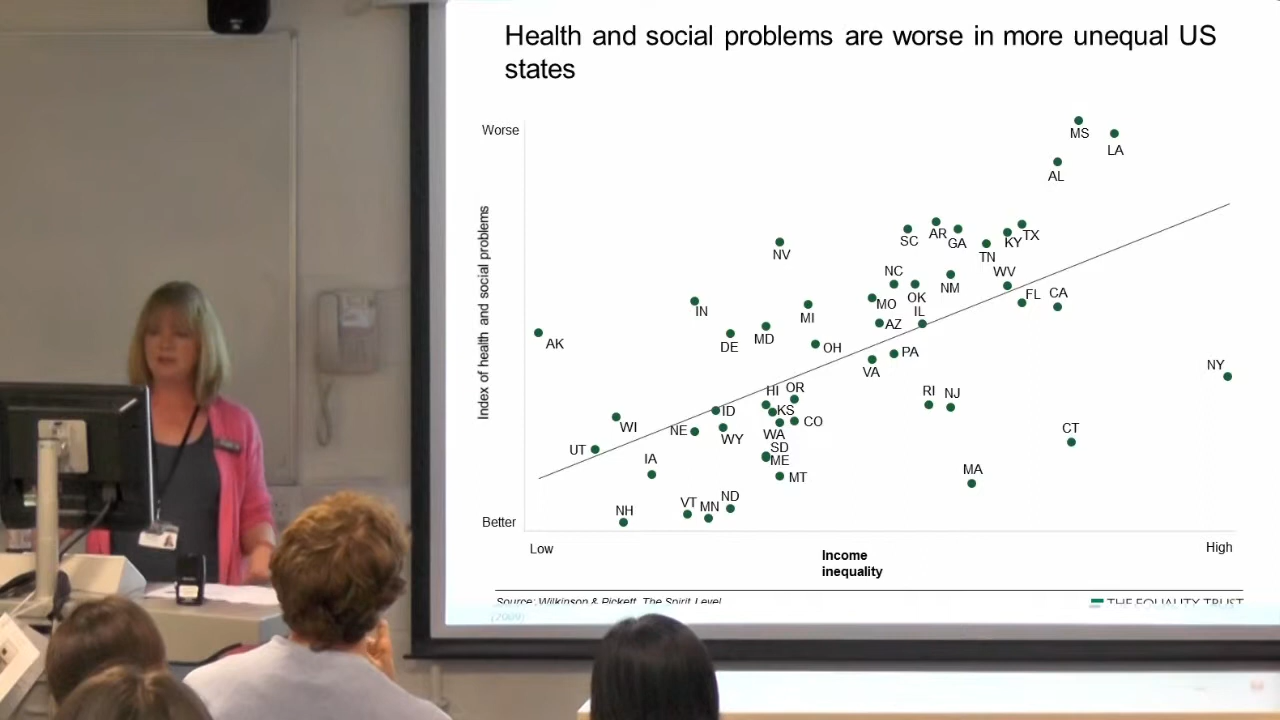 Health and social problems are worse in more unequal US
states
Worse
MS
LA
AL
SC
AR
GA
KY
TX
TN
NV
NC
NM
WV
MO
OK
FL
CA
IN
MI
IL
AZ
AK
DE
MD
OH
PA
VA
NY
HI
OR
RI
NJ
ID
KS
WI
NE
WY
CO
CT
WA
UT
SD
IA
ME
MT
MA
ND
VT
MN
NH
Index of health and social problems
Better
Low
Income
inequality
High
Source: Wilkinson & Pickett, The Spirit Level
(2009)
THE EQUALITY TRUST